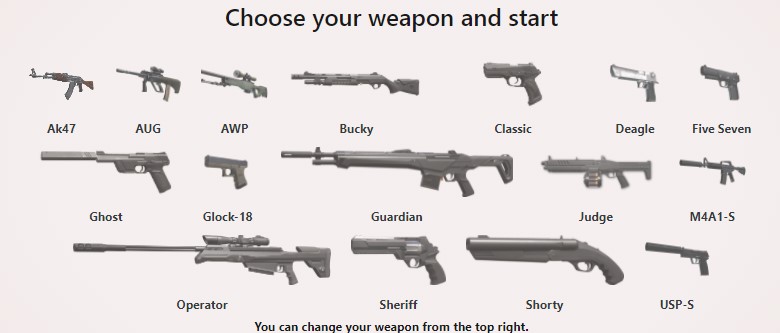 Choose your weapon and start
Ak47 AUG AWP Bucky Classic Deagle Five Seven
Ghost Glock-18 Guardian Judge M4A1-S
Operator Sheriff Shorty USP-S
You can change your weapon from the top right.